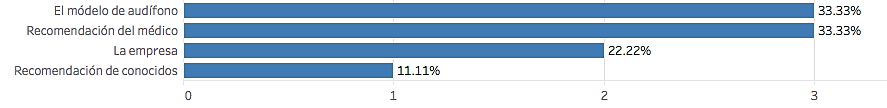 El módelo de audífono 33.33%
Recomendación del médico 33.33%
La empresa 22.22%
Recomendación de conocidos 11.11%
0 1 2 3